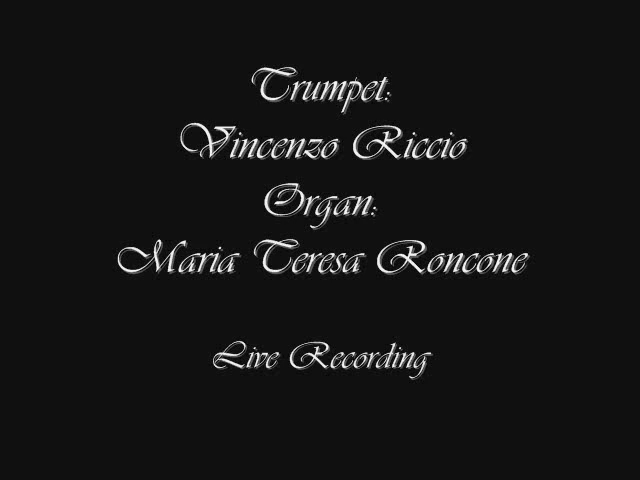 Trumpet:
Vincenzo Riccio
Organ:
Maria Teresa Roncone
Live Recording